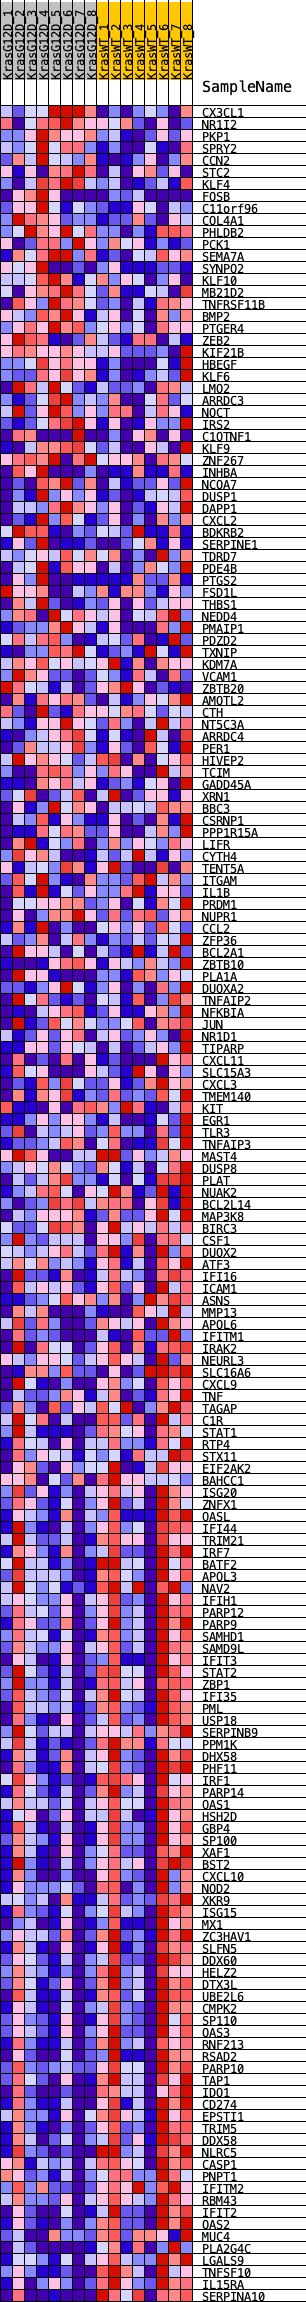 KrasG12D_1
KrasG12D_2
KrasG12D_3
KrasG12D_4
KrasG12D_5
KrasG12D_6
KrasG12D_7
KrasG12D_8
KrasWT_1
KrasWT_2
KrasWT_3
KrasWT_4
KrasWT_5
KrasWT_6
KrasWT_7
KrasWT_8
SampleName
CX3CL1
NR1I2
PKP1
SPRY2
CCN2
STC2
KLF4
FOSB
C11orf96
COL4A1
PHLDB2
PCK1
SEMA7A
SYNPO2
KLF10
MB21D2
TNFRSF11B
BMP2
PTGER4
ZEB2
KIF21B
HBEGF
KLF6
LMO2
ARRDC3
NOCT
IRS2
C1QTNF1
KLF9
ZNF267
INHBA
NCOA7
DUSP1
DAPP1
CXCL2
BDKRB2
SERPINE1
TDRD7
PDE4B
PTGS2
FSD1L
THBS1
NEDD4
PMAIP1
PDZD2
TXNIP
KDM7A
VCAM1
ZBTB20
AMOTL2
CTH
NT5C3A
ARRDC4
PER1
HIVEP2
TCIM
GADD45A
XRN1
BBC3
CSRNP1
PPP1R15A
LIFR
CYTH4
TENT5A
ITGAM
IL1B
PRDM1
NUPR1
CCL2
ZFP36
BCL2A1
ZBTB10
PLA1A
DUOXA2
TNFAIP2
NFKBIA
JUN
NR1D1
TIPARP
CXCL11
SLC15A3
CXCL3
TMEM140
KIT
EGR1
TLR3
TNFAIP3
MAST4
DUSP8
PLAT
NUAK2
BCL2L14
MAP3K8
BIRC3
CSF1
DUOX2
ATF3
IFI16
ICAM1
ASNS
MMP13
APOL6
IFITM1
IRAK2
NEURL3
SLC16A6
CXCL9
TNF
TAGAP
C1R
STAT1
RTP4
STX11
EIF2AK2
BAHCC1
ISG20
ZNFX1
OASL
IFI44
TRIM21
IRF7
BATF2
APOL3
NAV2
IFIH1
PARP12
PARP9
SAMHD1
SAMD9L
IFIT3
STAT2
ZBP1
IFI35
PML
USP18
SERPINB9
PPM1K
DHX58
PHF11
IRF1
PARP14
OAS1
HSH2D
GBP4
SP100
XAF1
BST2
CXCL10
NOD2
XKR9
ISG15
MX1
ZC3HAV1
SLFN5
DDX60
HELZ2
DTX3L
UBE2L6
CMPK2
SP110
OAS3
RNF213
RSAD2
PARP10
TAP1
IDO1
CD274
EPSTI1
TRIM5
DDX58
NLRC5
CASP1
PNPT1
IFITM2
RBM43
IFIT2
OAS2
MUC4
PLA2G4C
LGALS9
TNFSF10
IL15RA
SERPINA10